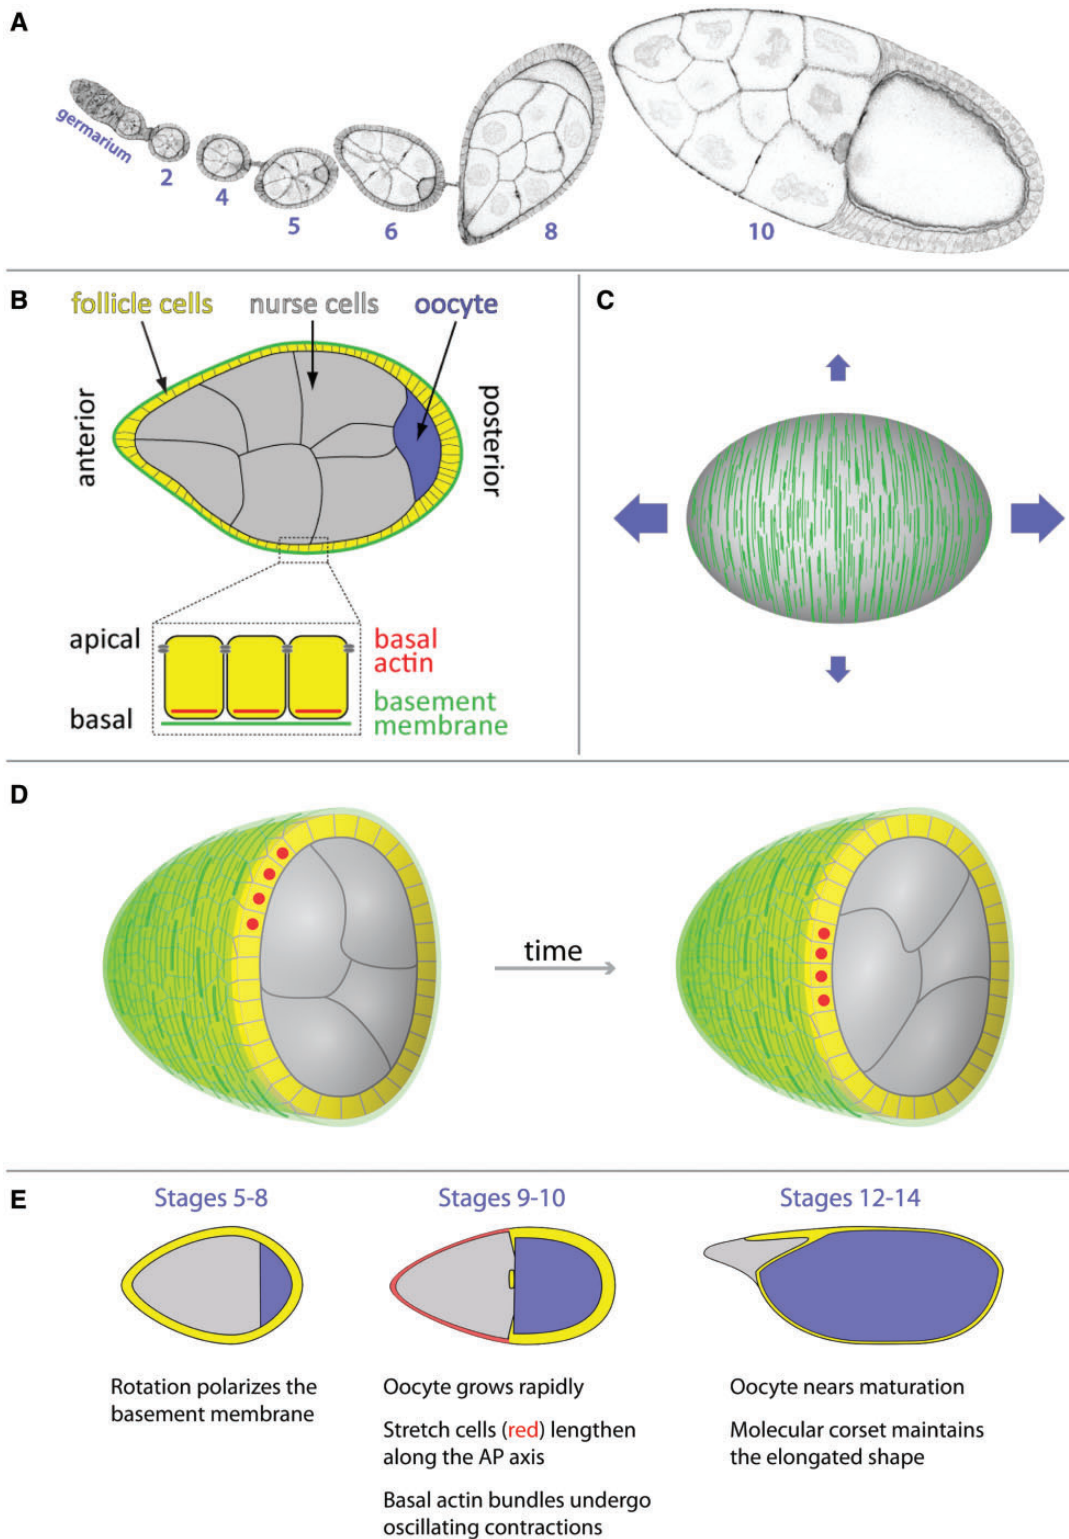 A
germarium
2
4
5
6
8
10
B
follicle cells
nurse cells
oocyte
anterior
posterior
apical
basal
basal
actin
basement
membrane
C
D
time
E
Stages 5-8
Stages 9-10
Stages 12-14
Rotation polarizes the
basement membrane
Oocyte grows rapidly
Stretch cells (red) lengthen
along the AP axis
Basal actin bundles undergo
oscillating contractions
Oocyte nears maturation
Molecular corset maintains
the elongated shape